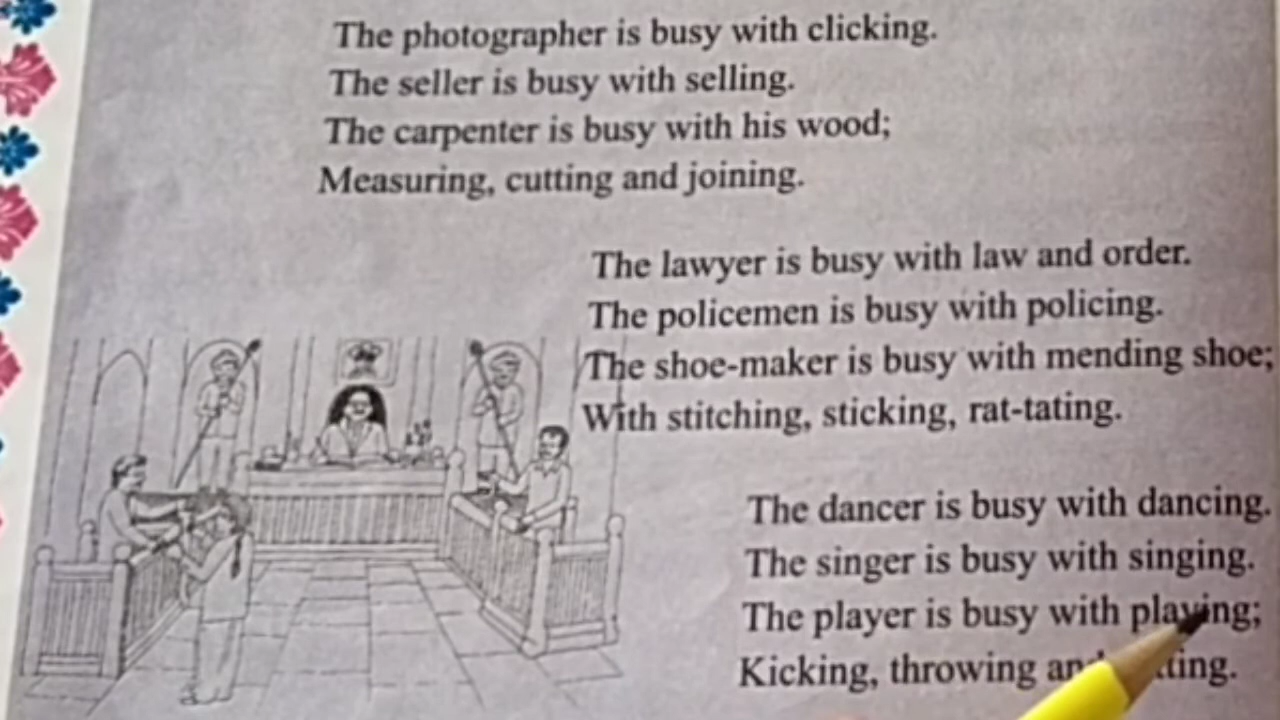 The photographer is busy with clicking.
The seller is busy with selling.
The carpenter is busy with his wood;
Measuring, cutting and joining.
The lawyer is busy with law and order.
The policemen is busy with policing.
The shoe-maker is busy with mending shoe;
With stitching, sticking, rat-tating.
The dancer is busy with dancing.
The singer is busy with singing.
The player is busy with playing;
Kicking, throwing and